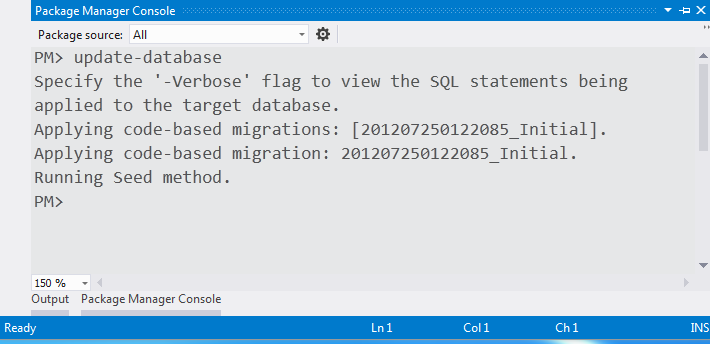 Package Manager Console
Package source: All
PM> update-database
Specify the '-Verbose' flag to view the SQL statements being
applied to the target database.
Applying code-based migrations: [201207250122085_Initial].
Applying code-based migration: 201207250122085_Initial.
Running Seed method.
PM>
150 %
Output Package Manager Console
Ready Ln 1 Col 1 Ch 1 INS